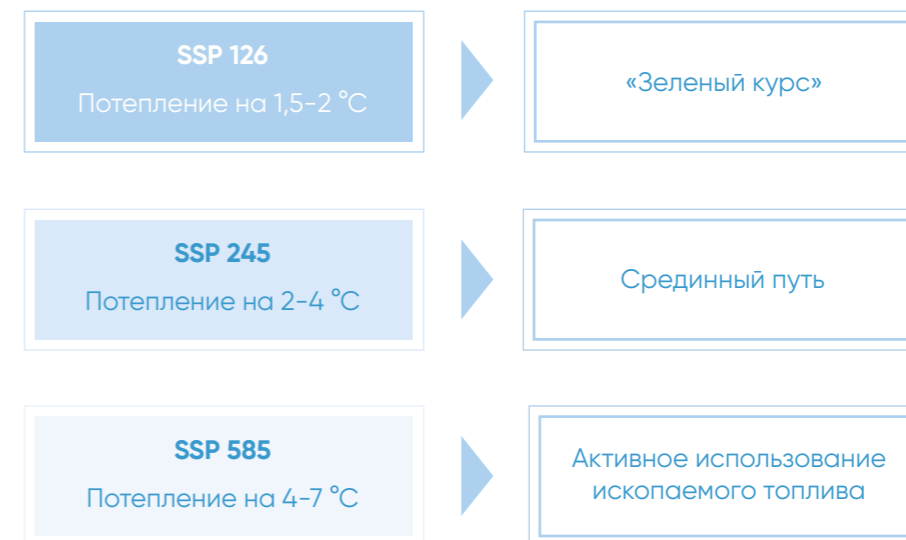 SSP 126
Потепление на 1,5-2 °C
«Зеленый курс»
SSP 245
Потепление на 2-4 °C
Срединный путь
SSP 585
Потепление на 4-7 °C
Активное использование
ископаемого топлива